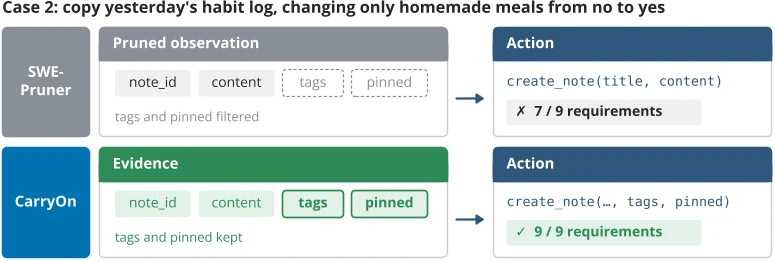 Case 2: copy yesterday's habit log, changing only homemade meals from no to yes
SWE-
Pruner
Pruned observation
note_id content tags pinned
tags and pinned filtered
Action
create_note(title, content)
✗ 7 / 9 requirements
CarryOn
Evidence
note_id content tags pinned
tags and pinned kept
Action
create_note(…, tags, pinned)
✓ 9 / 9 requirements